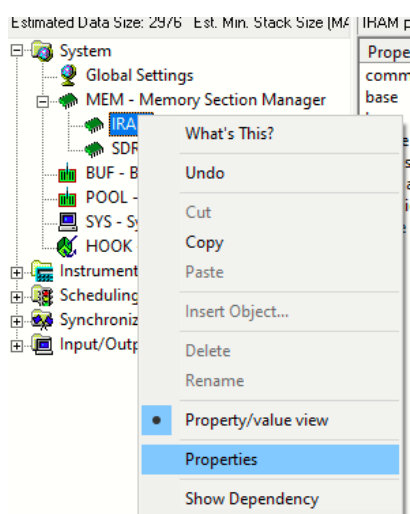 Estimated Data Size: 2976 Est. Min. Stack Size (MA
IRAM p
System
Prope
Global Settings
comm
MEM - Memory Section Manager
base
IRA
What's This?
SDR
BUF - B
Undo
POOL -
SYS - Sy
Cut
HOOK
Copy
Instrument
Paste
Scheduling
Insert Object...
Synchroniz
Input/Outp
Delete
Rename
Property/value view
Properties
Show Dependency